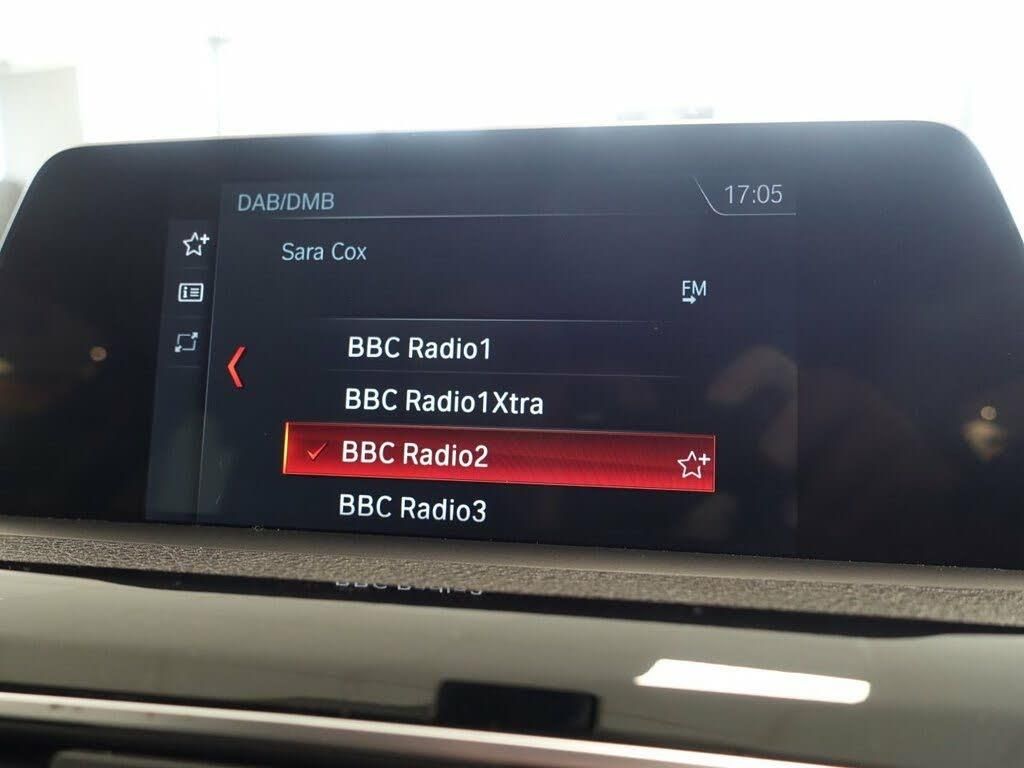 DAB/DMB 17:05
Sara Cox
FM
BBC Radio1
BBC Radio1Xtra
BBC Radio2
BBC Radio3